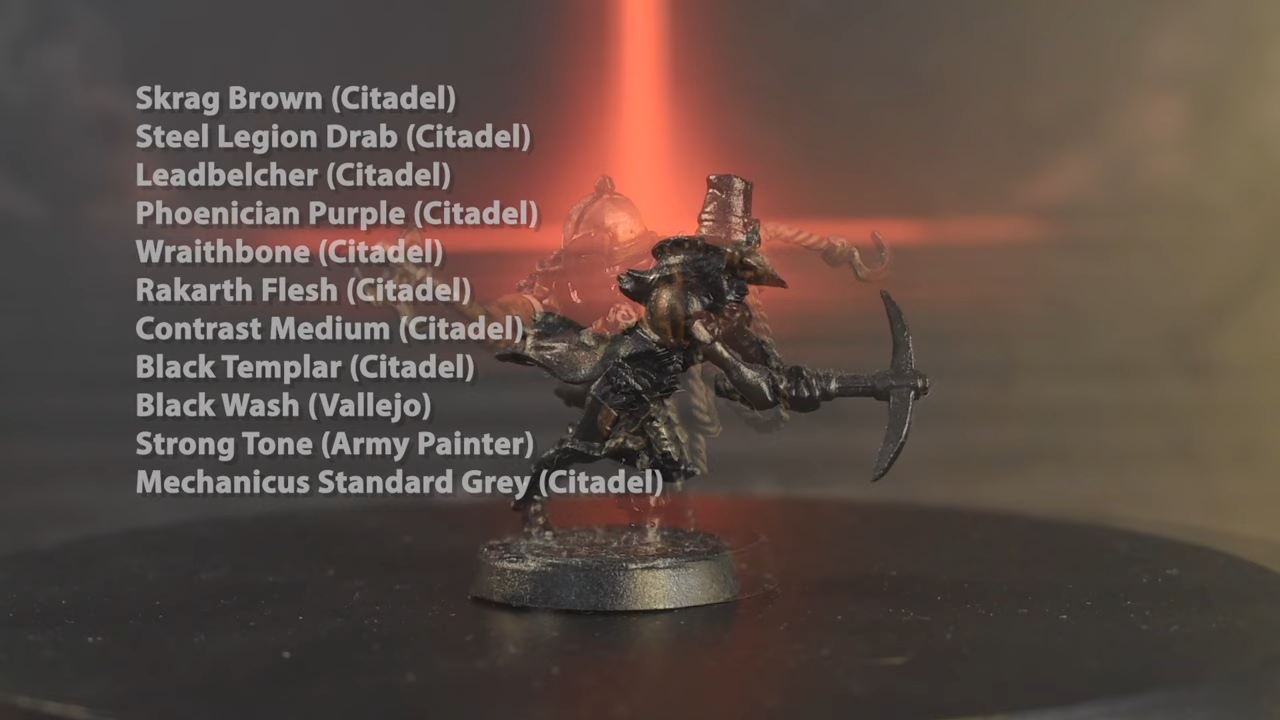 Skrag Brown (Citadel)
Steel Legion Drab (Citadel)
Leadbelcher (Citadel)
Phoenician Purple (Citadel)
Wraithbone (Citadel)
Rakarth Flesh (Citadel)
Contrast Medium (Citadel)
Black Templar (Citadel)
Black Wash (Vallejo)
Strong Tone (Army Painter)
Mechanicus Standard Grey (Citadel)